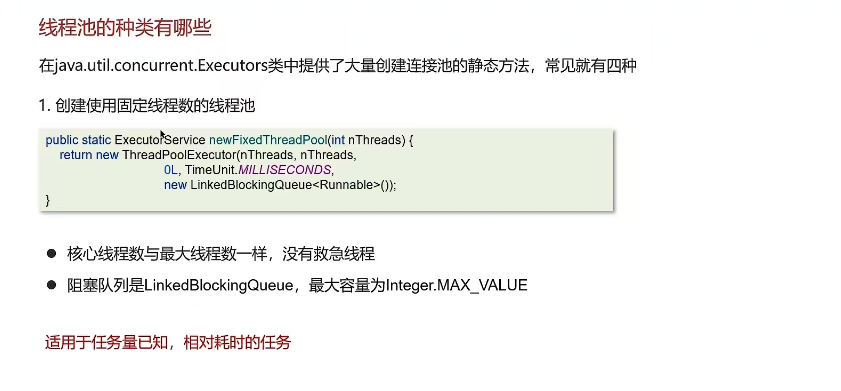 线程池的种类有哪些
在java.util.concurrent.Executors类中提供了大量创建连接池的静态方法，常见就有四种
1. 创建使用固定线程数的线程池
public static ExecutorService newFixedThreadPool(int nThreads) {
return new ThreadPoolExecutor(nThreads, nThreads,
0L, TimeUnit.MILLISECONDS,
new LinkedBlockingQueue<Runnable>());
}
● 核心线程数与最大线程数一样，没有救急线程
● 阻塞队列是LinkedBlockingQueue，最大容量为Integer.MAX_VALUE
适用于任务量已知，相对耗时的任务